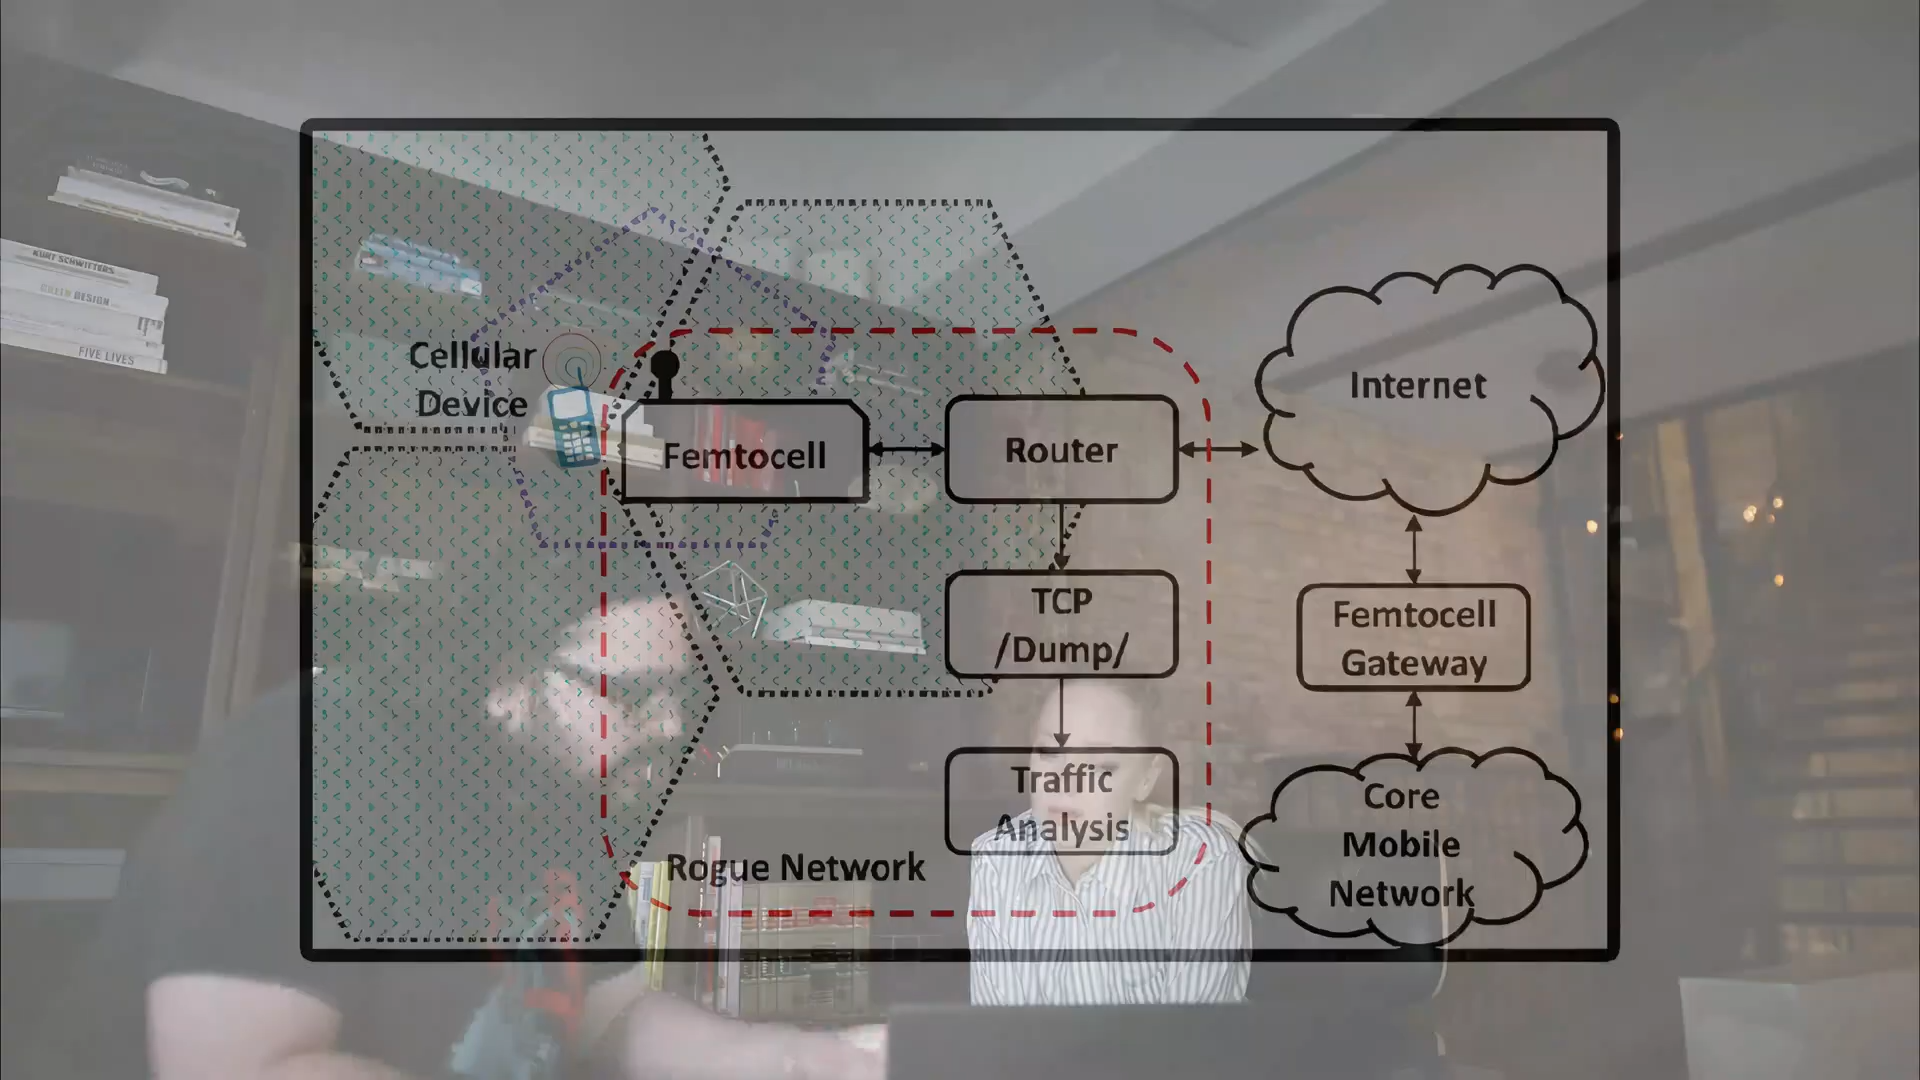 KURT SCHWITTERS
GREEN DESIGN
FIVE LIVES
Cellular
Device
Femtocell
Router
Internet
TCP
/Dump/
Femtocell
Gateway
Traffic
Analysis
Core
Mobile
Network
Rogue Network